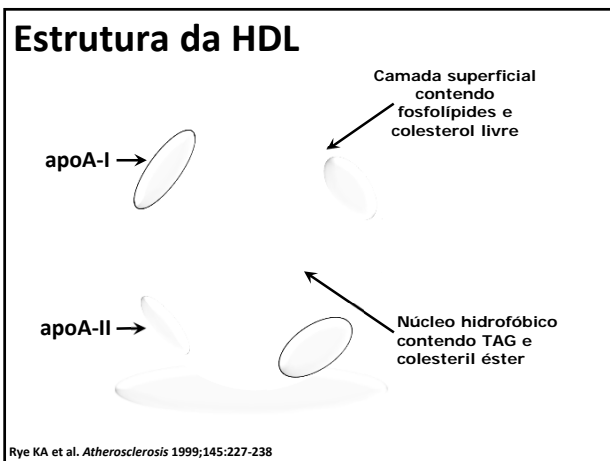 Estrutura da HDL
Camada superficial
contendo
fosfolípides e
colesterol livre
apoA-I
apoA-II
Núcleo hidrofóbico
contendo TAG e
colesteril éster
Rye KA et al. Atherosclerosis 1999;145:227-238